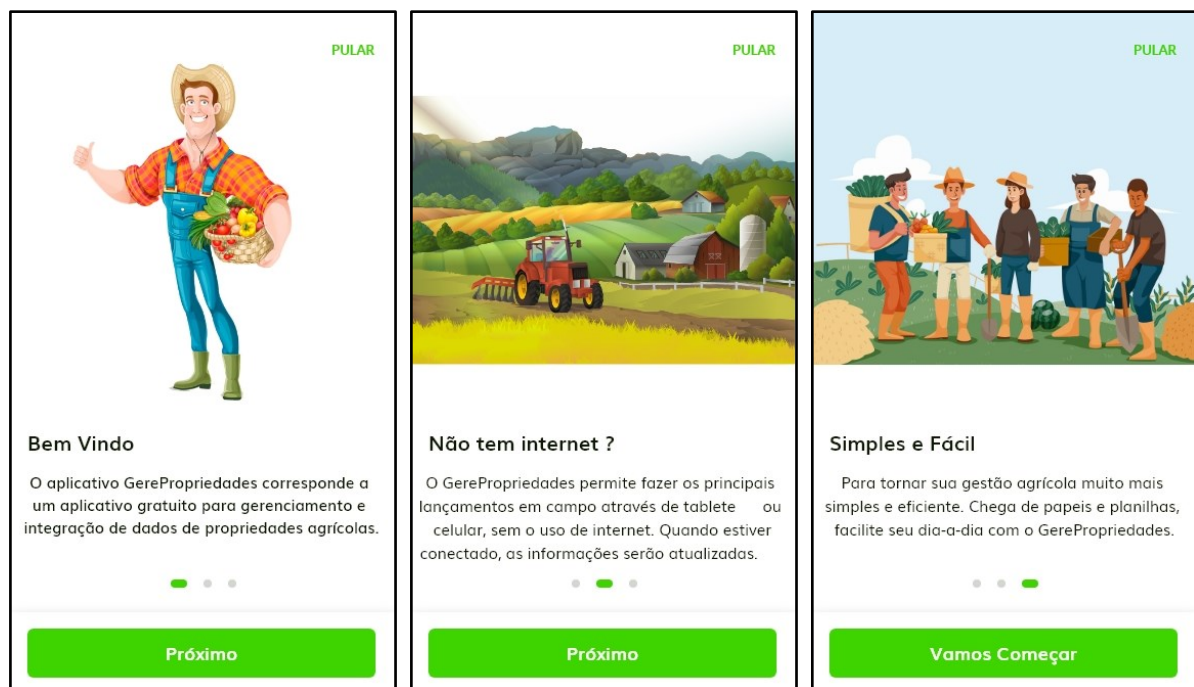 PULAR
Bem Vindo
O aplicativo GerePropriedades corresponde a
um aplicativo gratuito para gerenciamento e
integração de dados de propriedades agrícolas.
Próximo
PULAR
Não tem internet ?
O GerePropriedades permite fazer os principais
lançamentos em campo através de tablete ou
celular, sem o uso de internet. Quando estiver
conectado, as informações serão atualizadas.
Próximo
PULAR
Simples e Fácil
Para tornar sua gestão agrícola muito mais
simples e eficiente. Chega de papeis e planilhas,
facilite seu dia-a-dia com o GerePropriedades.
Vamos Começar